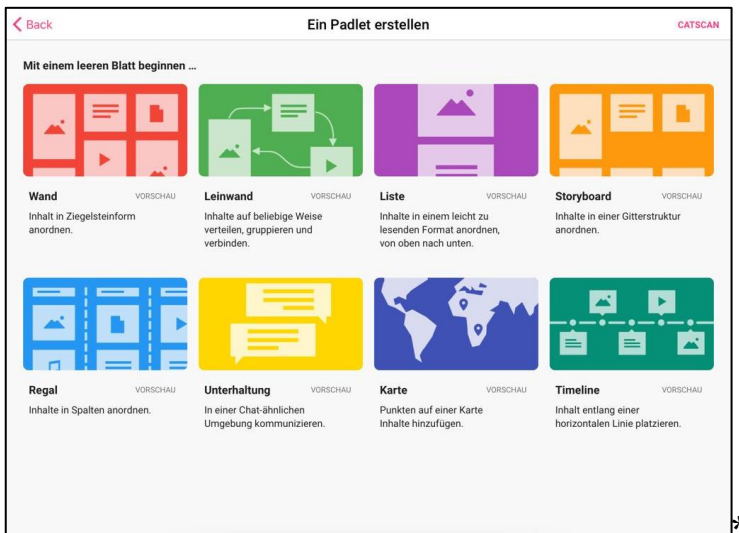 Back
Ein Padlet erstellen
CATSCAN
Mit einem leeren Blatt beginnen ...
Wand VORSCHAU
Inhalt in Ziegelsteinform
anordnen.
Leinwand VORSCHAU
Inhalte auf beliebige Weise
verteilen, gruppieren und
verbinden.
Liste VORSCHAU
Inhalte in einem leicht zu
lesenden Format anordnen,
von oben nach unten.
Storyboard VORSCHAU
Inhalte in einer Gitterstruktur
anordnen.
Regal VORSCHAU
Inhalte in Spalten anordnen.
Unterhaltung VORSCHAU
In einer Chat-ähnlichen
Umgebung kommunizieren.
Karte VORSCHAU
Punkten auf einer Karte
Inhalte hinzufügen.
Timeline VORSCHAU
Inhalt entlang einer
horizontalen Linie platzieren.